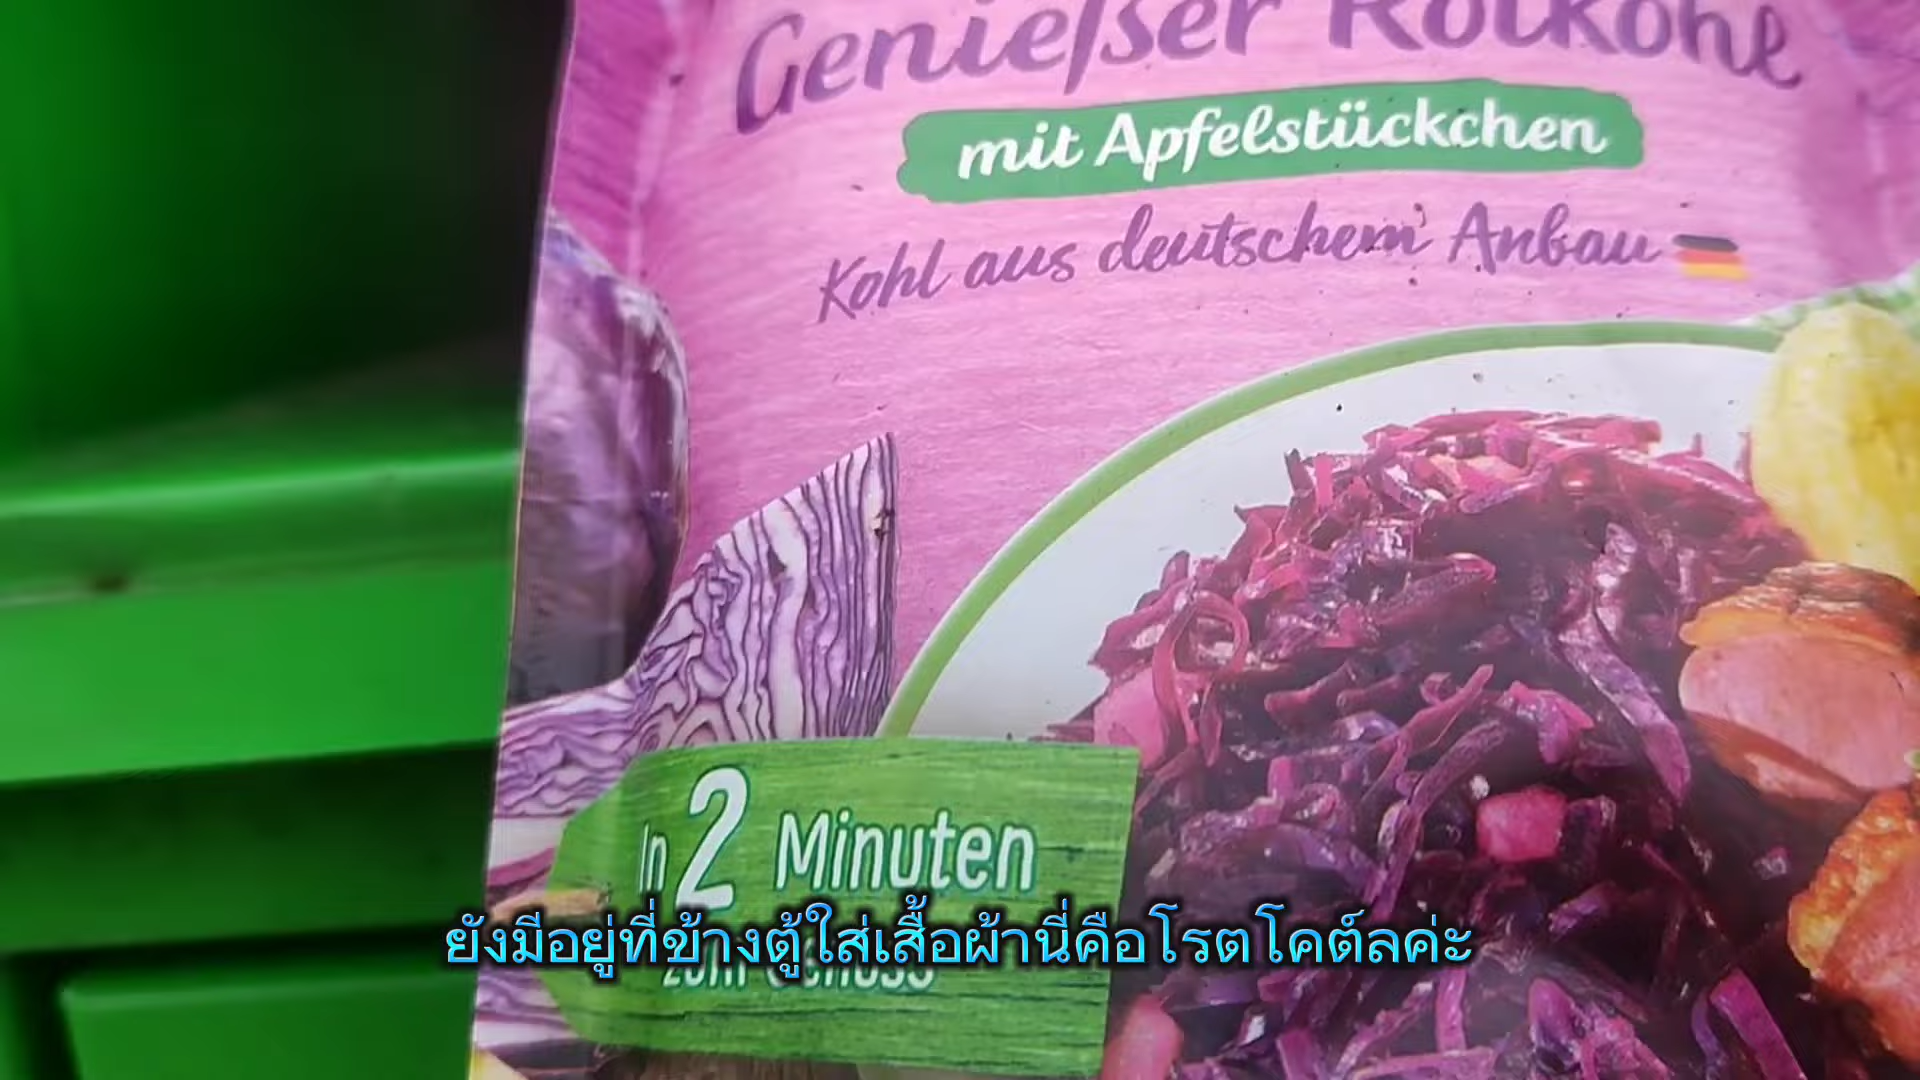 Genießer Rotkohl
mit Apfelstückchen
Kohl aus deutschem Anbau
In 2 Minuten
zum Genuss
ยังมีอยู่ที่ข้างตู้ใส่เสื้อผ้านี่คือโรตโคต์ลค่ะ